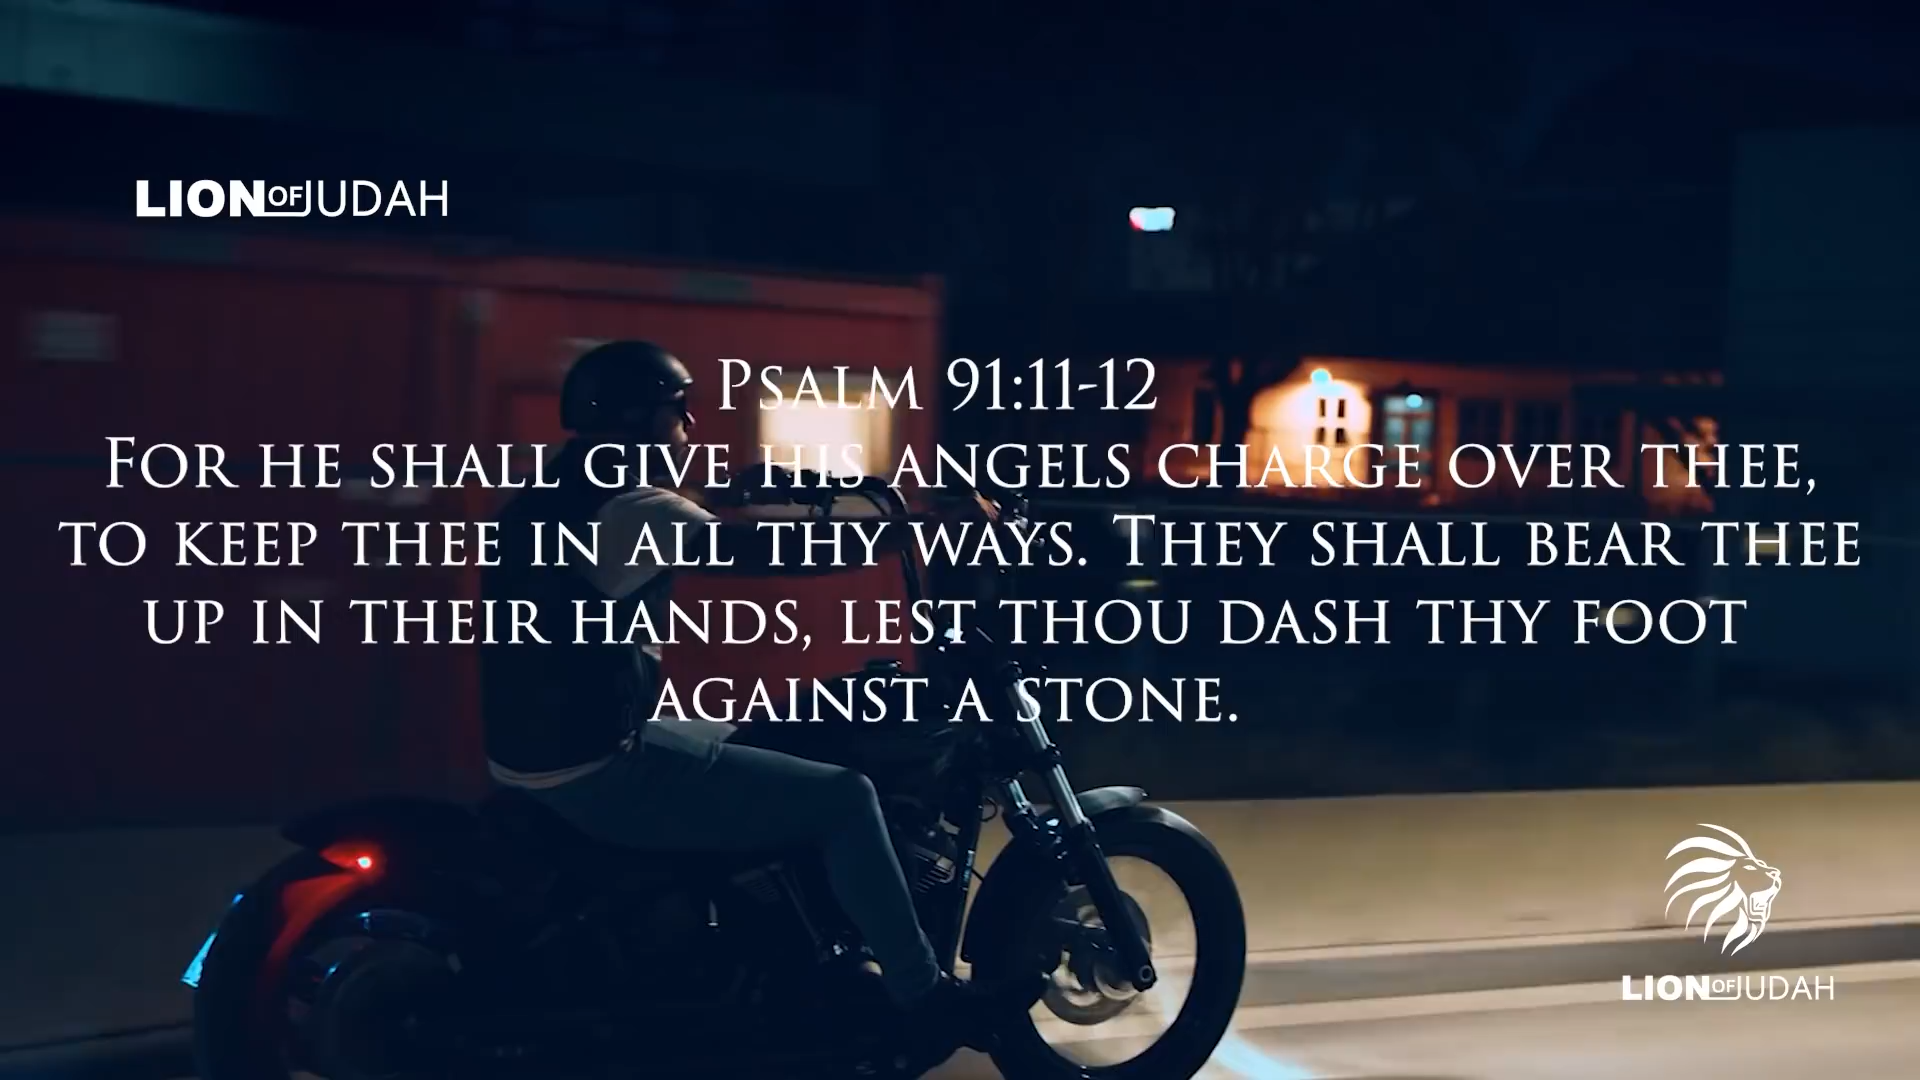 LION OF JUDAH
PSALM 91:11-12
FOR HE SHALL GIVE HIS ANGELS CHARGE OVER THEE,
TO KEEP THEE IN ALL THY WAYS. THEY SHALL BEAR THEE
UP IN THEIR HANDS, LEST THOU DASH THY FOOT
AGAINST A STONE.
LION OF JUDAH